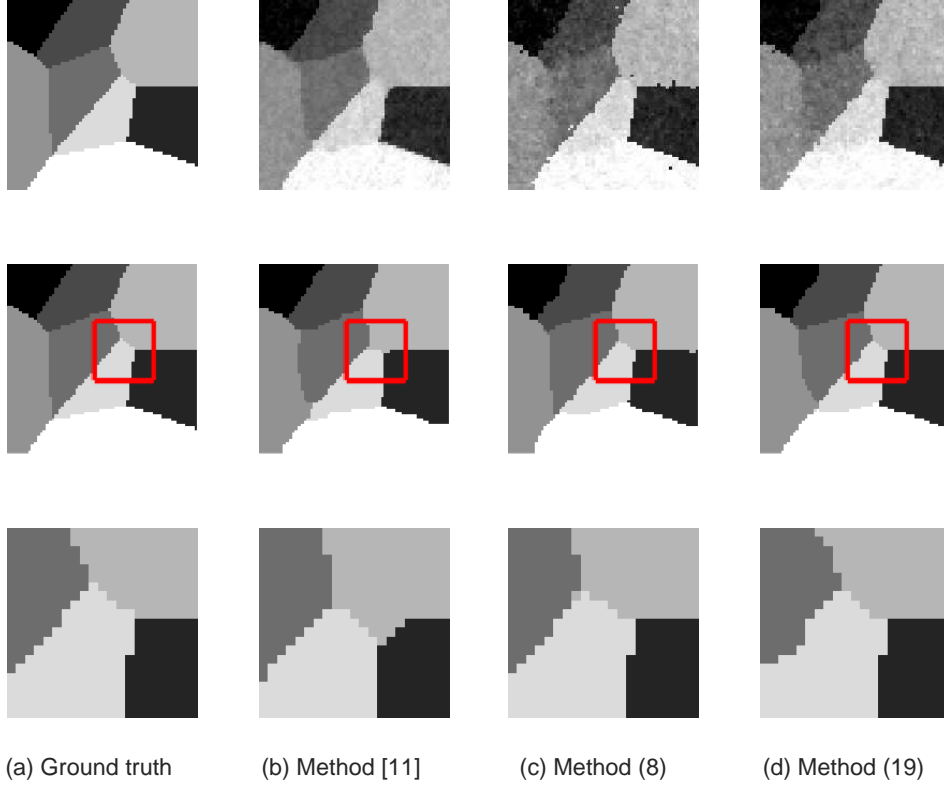 (a) Ground truth
(b) Method [11]
(c) Method (8)
(d) Method (19)